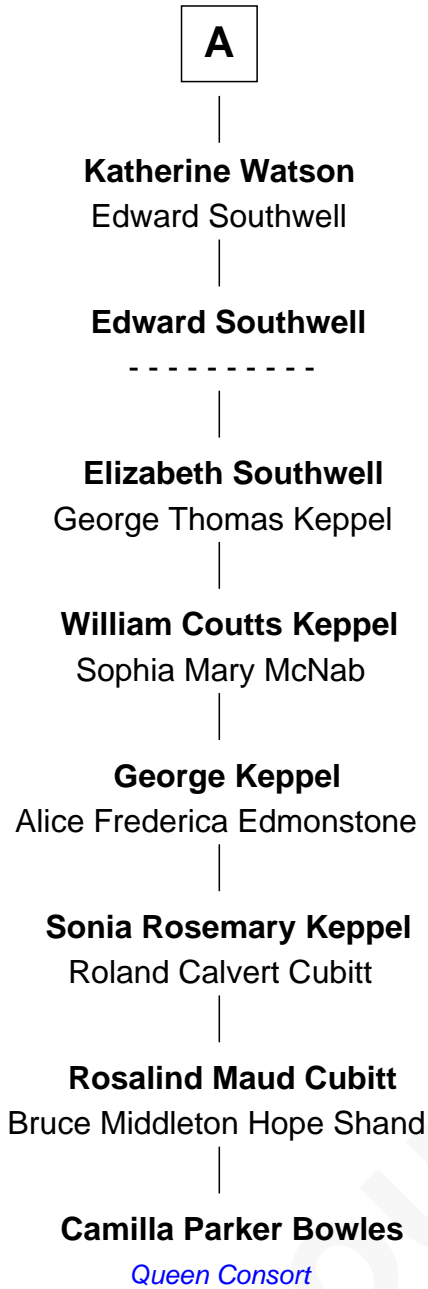 A
Katherine Watson
Edward Southwell
Edward Southwell
- - - - - - - - - -
Elizabeth Southwell
George Thomas Keppel
William Coutts Keppel
Sophia Mary McNab
George Keppel
Alice Frederica Edmonstone
Sonia Rosemary Keppel
Roland Calvert Cubitt
Rosalind Maud Cubitt
Bruce Middleton Hope Shand
Camilla Parker Bowles
Queen Consort